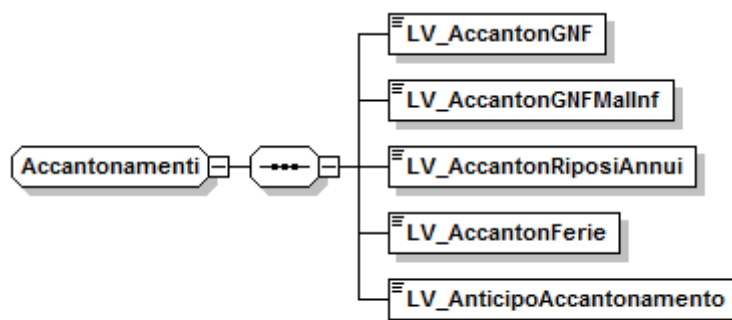 LV_AccantonGNF
LV_AccantonGNFMalInf
Accantonamenti
LV_AccantonRiposiAnnui
LV_AccantonFerie
LV_AnticipoAccantonamento